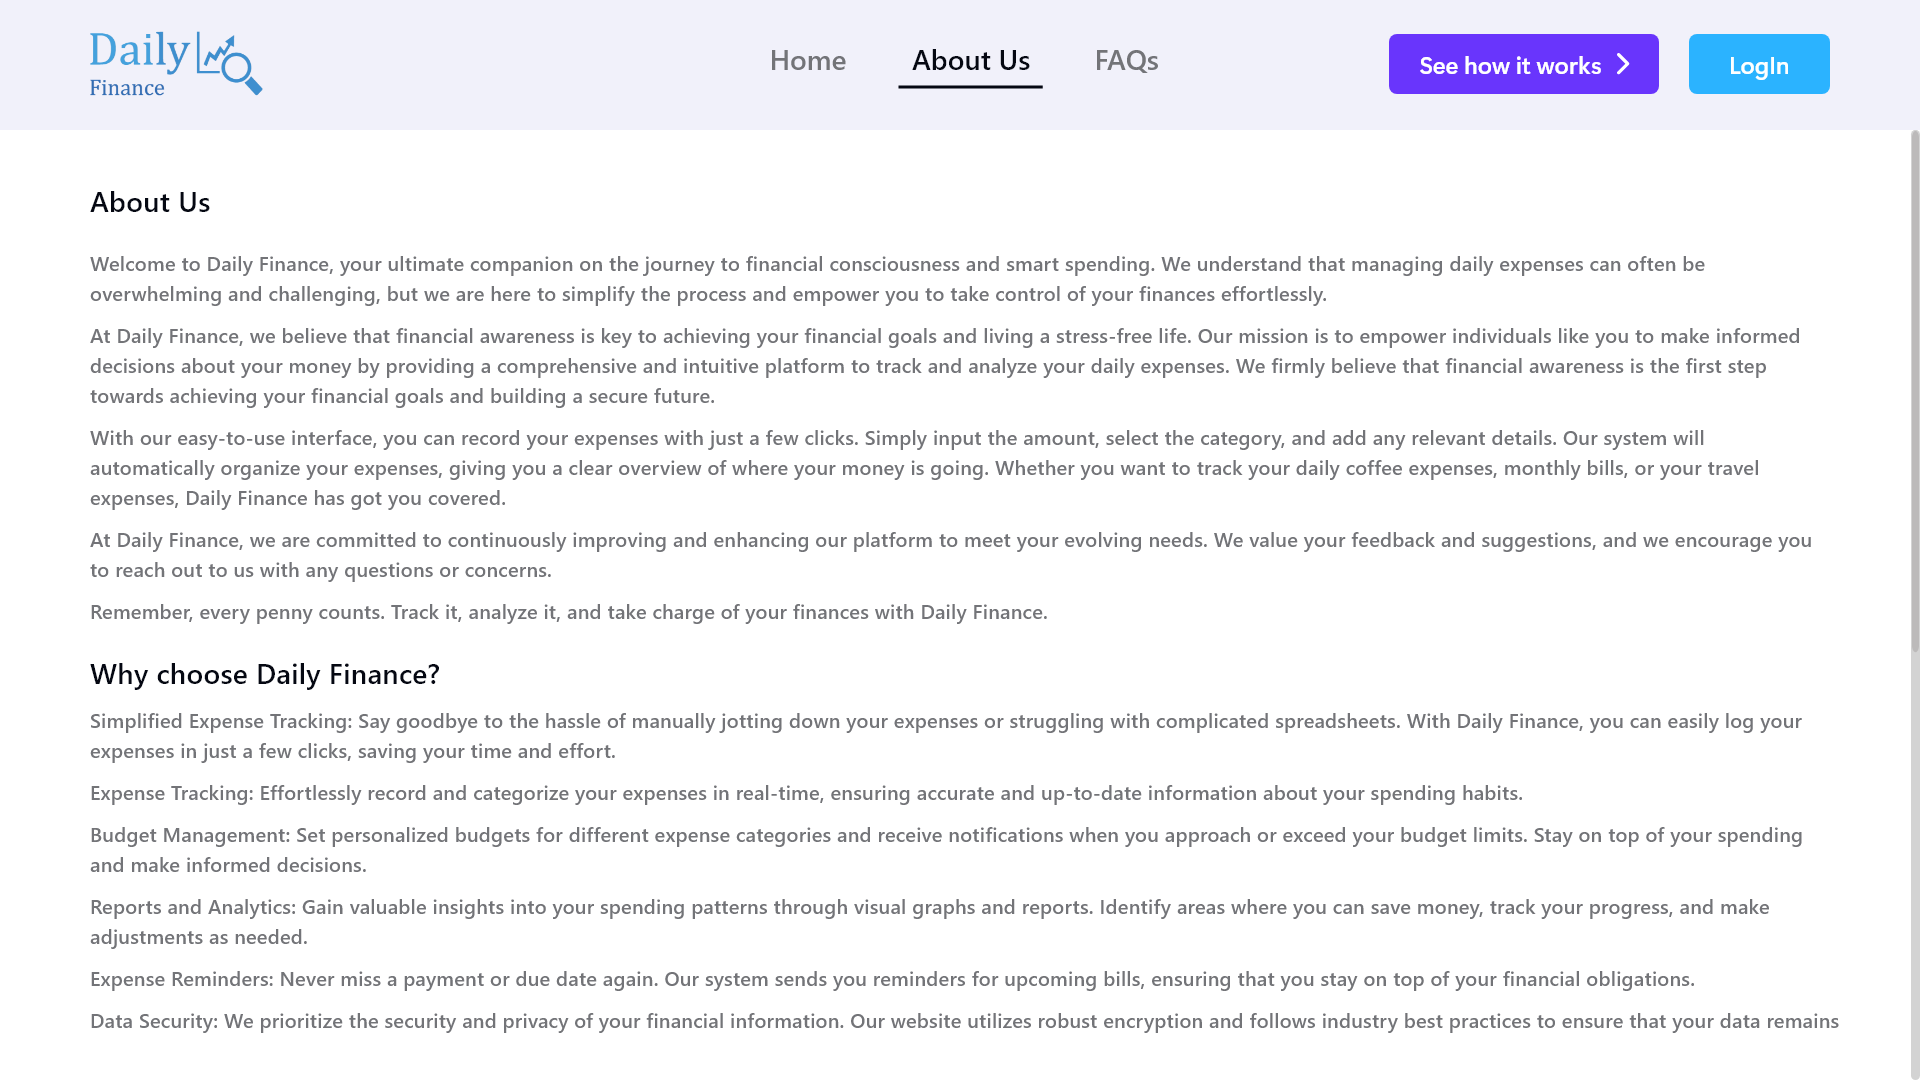 Daily
Finance
Home
About Us
FAQs
See how it works
LogIn
About Us
Welcome to Daily Finance, your ultimate companion on the journey to financial consciousness and smart spending. We understand that managing daily expenses can often be
overwhelming and challenging, but we are here to simplify the process and empower you to take control of your finances effortlessly.
At Daily Finance, we believe that financial awareness is key to achieving your financial goals and living a stress-free life. Our mission is to empower individuals like you to make informed
decisions about your money by providing a comprehensive and intuitive platform to track and analyze your daily expenses. We firmly believe that financial awareness is the first step
towards achieving your financial goals and building a secure future.
With our easy-to-use interface, you can record your expenses with just a few clicks. Simply input the amount, select the category, and add any relevant details. Our system will
automatically organize your expenses, giving you a clear overview of where your money is going. Whether you want to track your daily coffee expenses, monthly bills, or your travel
expenses, Daily Finance has got you covered.
At Daily Finance, we are committed to continuously improving and enhancing our platform to meet your evolving needs. We value your feedback and suggestions, and we encourage you
to reach out to us with any questions or concerns.
Remember, every penny counts. Track it, analyze it, and take charge of your finances with Daily Finance.
Why choose Daily Finance?
Simplified Expense Tracking: Say goodbye to the hassle of manually jotting down your expenses or struggling with complicated spreadsheets. With Daily Finance, you can easily log your
expenses in just a few clicks, saving your time and effort.
Expense Tracking: Effortlessly record and categorize your expenses in real-time, ensuring accurate and up-to-date information about your spending habits.
Budget Management: Set personalized budgets for different expense categories and receive notifications when you approach or exceed your budget limits. Stay on top of your spending
and make informed decisions.
Reports and Analytics: Gain valuable insights into your spending patterns through visual graphs and reports. Identify areas where you can save money, track your progress, and make
adjustments as needed.
Expense Reminders: Never miss a payment or due date again. Our system sends you reminders for upcoming bills, ensuring that you stay on top of your financial obligations.
Data Security: We prioritize the security and privacy of your financial information. Our website utilizes robust encryption and follows industry best practices to ensure that your data remains